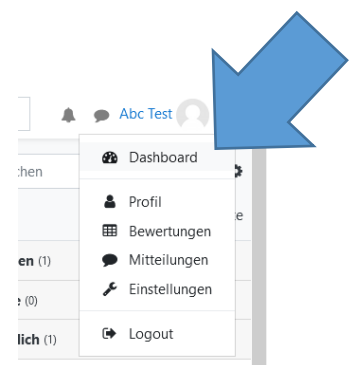 Abc Test
Dashboard
chen
Profil
e
Bewertungen
en (1)
Mitteilungen
e (0)
Einstellungen
lich (1)
Logout